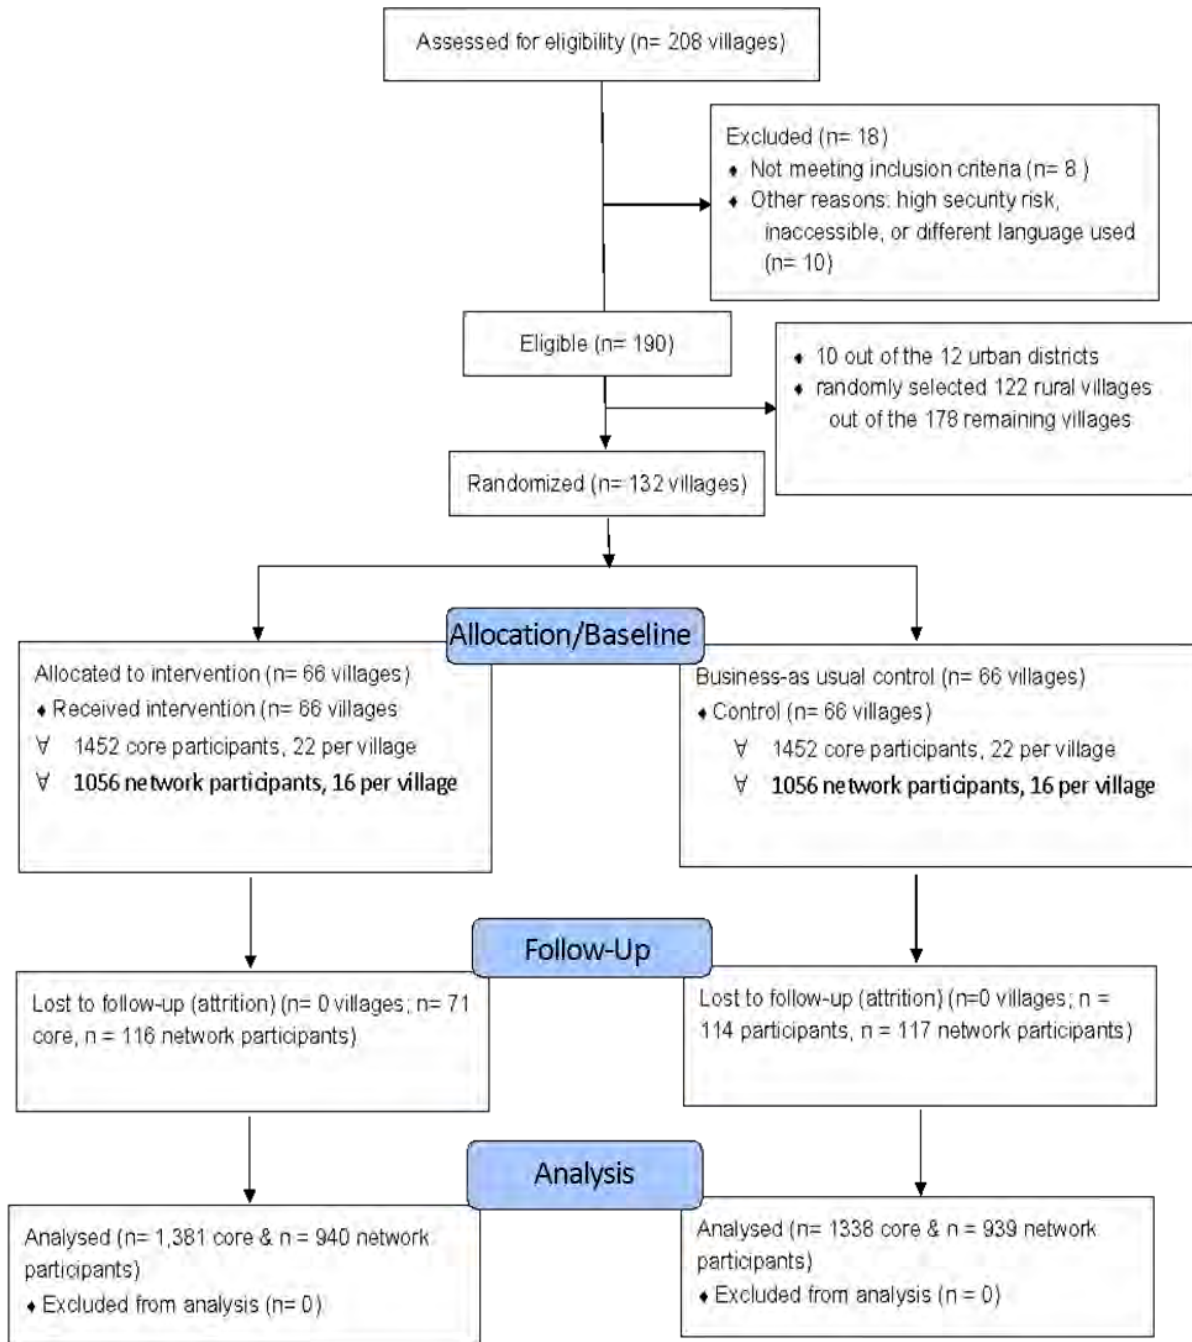 Assessed for eligibility (n= 208 villages)
Excluded (n= 18)
♦ Not meeting inclusion criteria (n= 8 )
♦ Other reasons: high security risk,
inaccessible, or different language used
(n= 10)
Eligible (n= 190)
♦ 10 out of the 12 urban districts
♦ randomly selected 122 rural villages
out of the 178 remaining villages
Randomized (n= 132 villages)
Allocation/Baseline
Allocated to intervention (n= 66 villages)
♦ Received intervention (n= 66 villages
∀ 1452 core participants, 22 per village
∀ 1056 network participants, 16 per village
Business-as usual control (n= 66 villages)
♦ Control (n= 66 villages)
∀ 1452 core participants, 22 per village
∀ 1056 network participants, 16 per village
Follow-Up
Lost to follow-up (attrition) (n= 0 villages; n= 71
core, n = 116 network participants)
Lost to follow-up (attrition) (n=0 villages; n =
114 participants, n = 117 network participants)
Analysis
Analysed (n= 1,381 core & n = 940 network
participants)
♦ Excluded from analysis (n= 0)
Analysed (n= 1338 core & n = 939 network
participants)
♦ Excluded from analysis (n = 0)